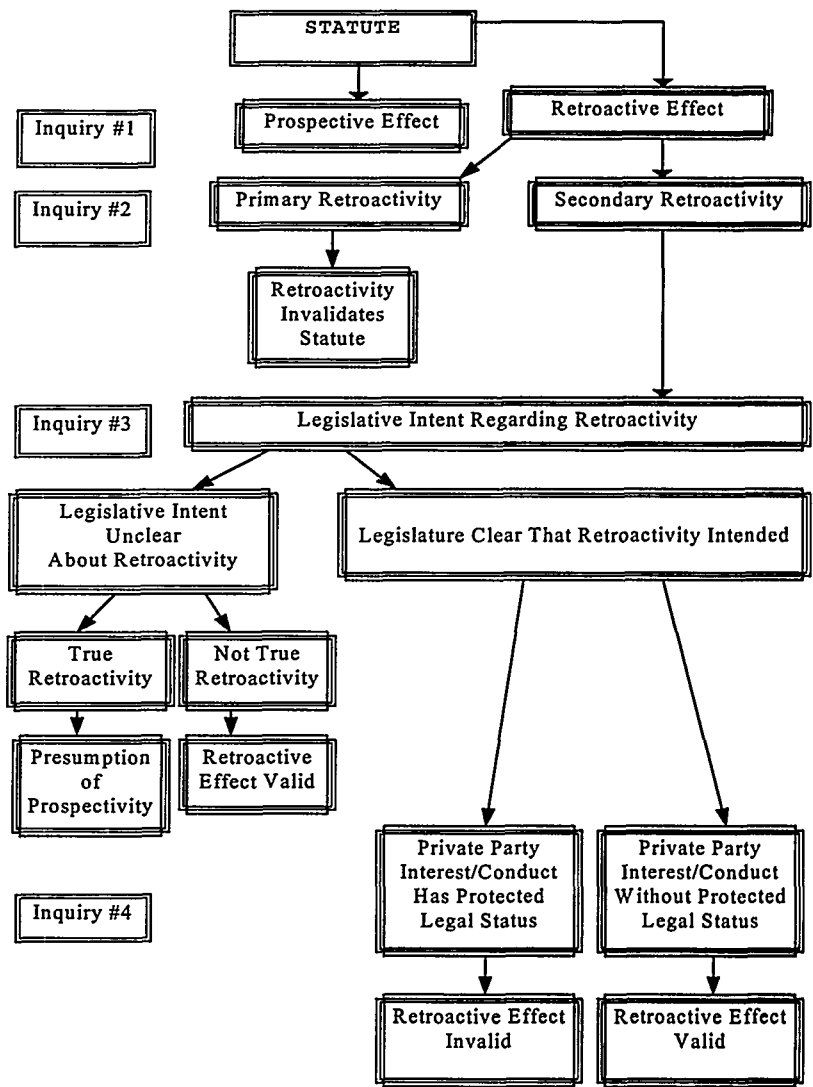 STATUTE
Inquiry #1
Prospective Effect
Retroactive Effect
Inquiry #2
Primary Retroactivity
Secondary Retroactivity
Retroactivity
Invalidates
Statute
Inquiry #3
Legislative Intent Regarding Retroactivity
Legislative Intent
Unclear
About Retroactivity
Legislature Clear That Retroactivity Intended
True
Retroactivity
Not True
Retroactivity
Presumption
of
Prospectivity
Retroactive
Effect Valid
Inquiry #4
Private Party
Interest/Conduct
Has Protected
Legal Status
Private Party
Interest/Conduct
Without Protected
Legal Status
Retroactive Effect
Invalid
Retroactive Effect
Valid